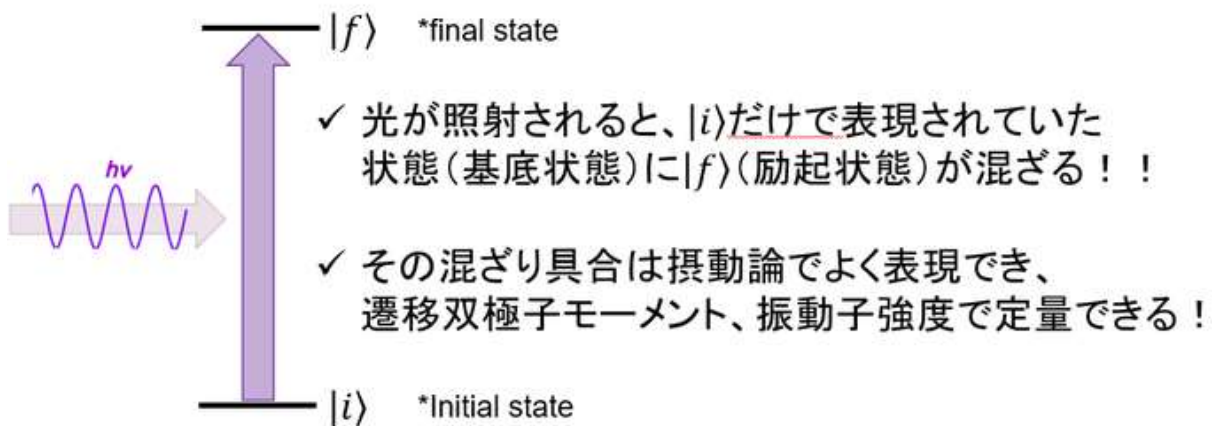 |f⟩ *final state
✓ 光が照射されると、|i⟩だけで表現されていた
状態(基底状態)に|f⟩(励起状態)が混ざる!!
hν
✓ その混ざり具合は摂動論でよく表現でき、
遷移双極子モーメント、振動子強度で定量できる!
|i⟩ *Initial state